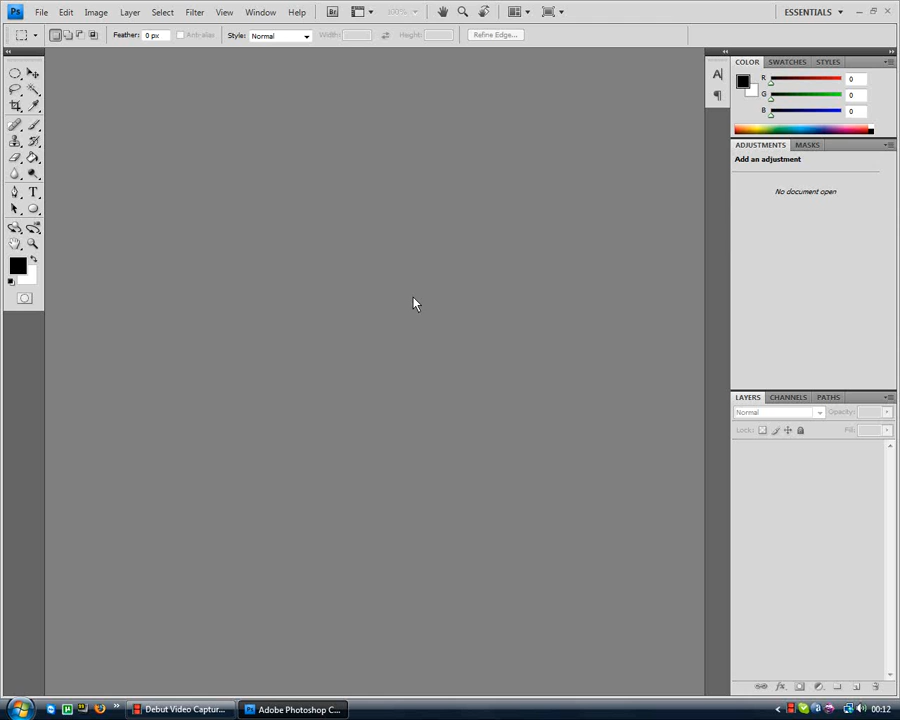 Ps File Edit Image Layer Select Filter View Window Help Br 100% ESSENTIALS
Feather: 0 px Anti-alias Style: Normal Width: Height: Refine Edge...
COLOR SWATCHES STYLES
R 0
G 0
B 0
ADJUSTMENTS MASKS
Add an adjustment
No document open
LAYERS CHANNELS PATHS
Normal Opacity:
Lock: Fill:
Debut Video Captur... Ps Adobe Photoshop C... 00:12